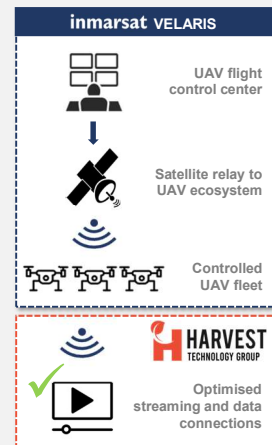 inmarsat VELARIS
UAV flight
control center
Satellite relay to
UAV ecosystem
Controlled
UAV fleet
HARVEST
TECHNOLOGY GROUP
Optimised
streaming and data
connections